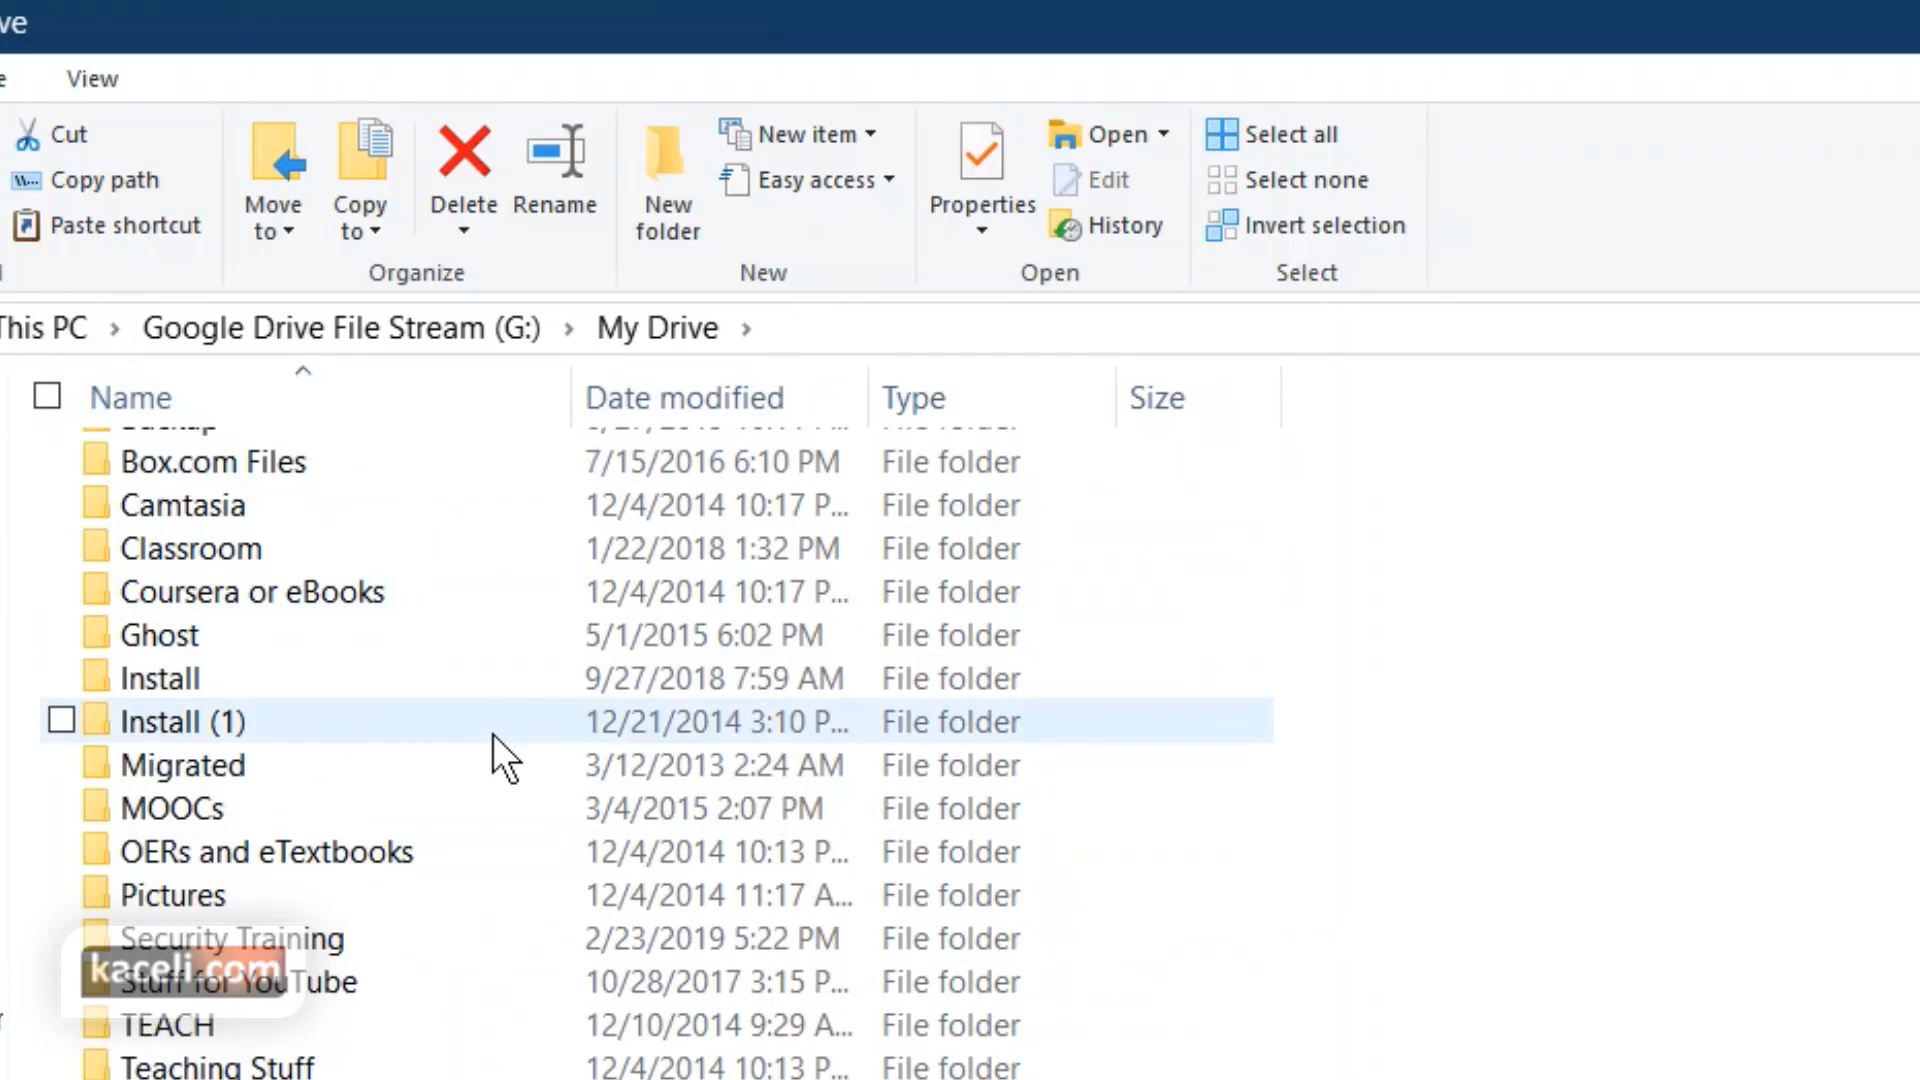 ve
View
Cut
Copy path
Paste shortcut
Move to
Copy to
Delete
Rename
Organize
New folder
New item
Easy access
New
Properties
Open
Edit
History
Open
Select all
Select none
Invert selection
Select
This PC › Google Drive File Stream (G:) › My Drive ›
Name Date modified Type Size
Box.com Files 7/15/2016 6:10 PM File folder
Camtasia 12/4/2014 10:17 P... File folder
Classroom 1/22/2018 1:32 PM File folder
Coursera or eBooks 12/4/2014 10:17 P... File folder
Ghost 5/1/2015 6:02 PM File folder
Install 9/27/2018 7:59 AM File folder
Install (1) 12/21/2014 3:10 P... File folder
Migrated 3/12/2013 2:24 AM File folder
MOOCs 3/4/2015 2:07 PM File folder
OERs and eTextbooks 12/4/2014 10:13 P... File folder
Pictures 12/4/2014 11:17 A... File folder
Security Training 2/23/2019 5:22 PM File folder
kaceli.com
Stuff for YouTube 10/28/2017 3:15 P... File folder
TEACH 12/10/2014 9:29 A... File folder
Teaching Stuff 12/4/2014 10:13 P... File folder